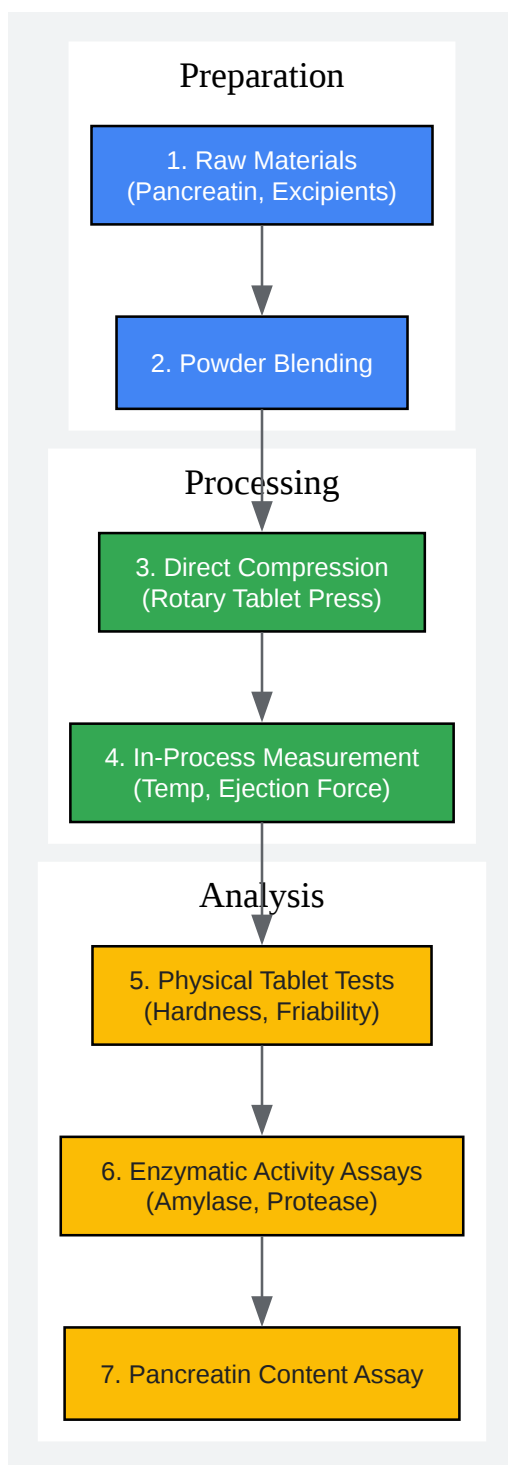 Preparation
1. Raw Materials
(Pancreatin, Excipients)
2. Powder Blending
Processing
3. Direct Compression
(Rotary Tablet Press)
4. In-Process Measurement
(Temp, Ejection Force)
Analysis
5. Physical Tablet Tests
(Hardness, Friability)
6. Enzymatic Activity Assays
(Amylase, Protease)
7. Pancreatin Content Assay